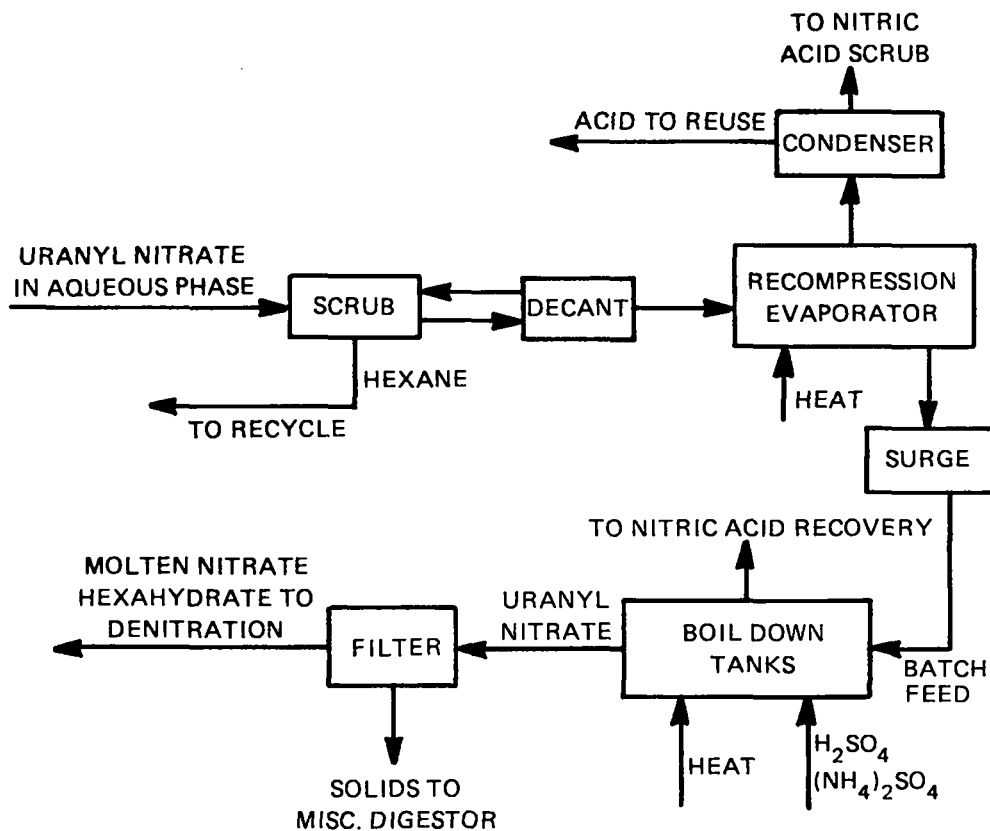 TO NITRIC
ACID SCRUB
ACID TO REUSE
CONDENSER
URANYL NITRATE
IN AQUEOUS PHASE
SCRUB
DECANT
RECOMPRESSION
EVAPORATOR
HEXANE
TO RECYCLE
HEAT
SURGE
TO NITRIC ACID RECOVERY
MOLTEN NITRATE
HEXAHYDRATE TO
DENITRATION
FILTER
URANYL
NITRATE
BOIL DOWN
TANKS
BATCH
FEED
SOLIDS TO
MISC. DIGESTOR
HEAT
H₂SO₄
(NH₄)₂SO₄